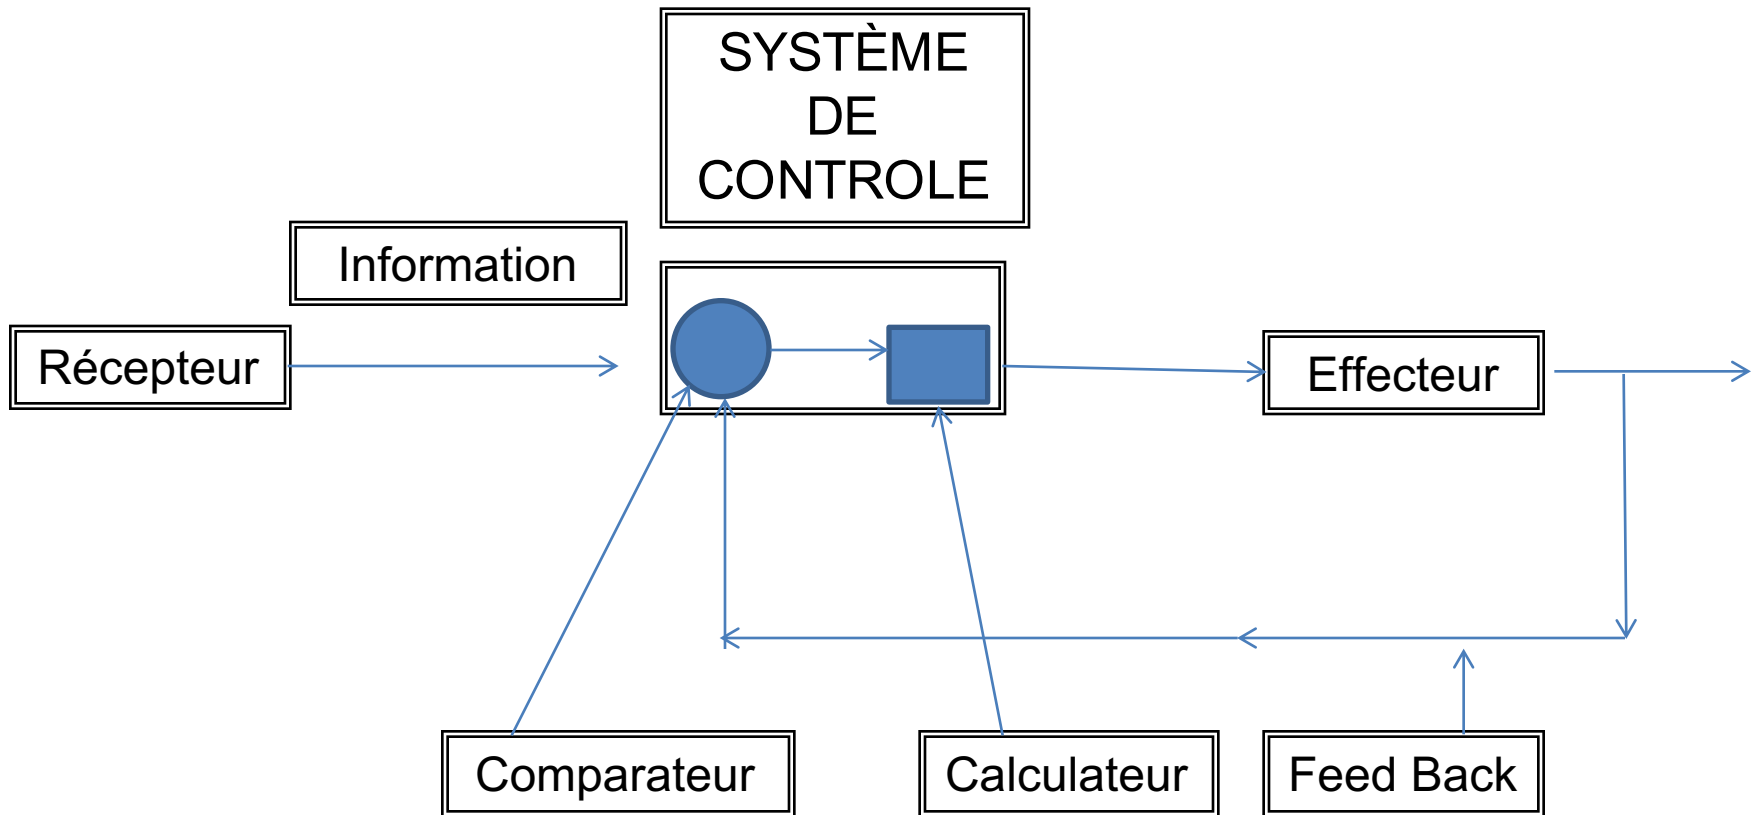 SYSTÈME
DE
CONTROLE
Information
Récepteur
Effecteur
Comparateur
Calculateur
Feed Back